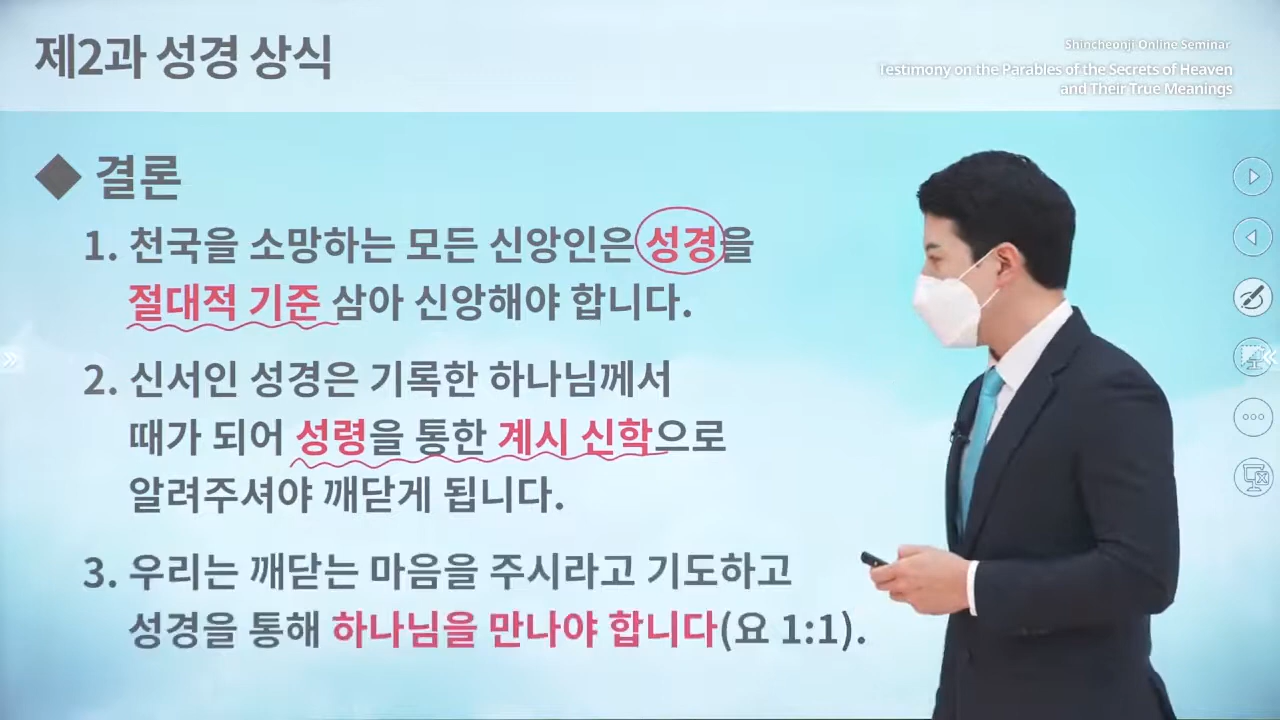 제2과 성경 상식
Shincheonji Online Seminar
Testimony on the Parables of the Secrets of Heaven
and Their True Meanings
◆ 결론
1. 천국을 소망하는 모든 신앙인은 성경을
절대적 기준 삼아 신앙해야 합니다.
2. 신서인 성경은 기록한 하나님께서
때가 되어 성령을 통한 계시 신학으로
알려주셔야 깨닫게 됩니다.
3. 우리는 깨닫는 마음을 주시라고 기도하고
성경을 통해 하나님을 만나야 합니다(요 1:1).